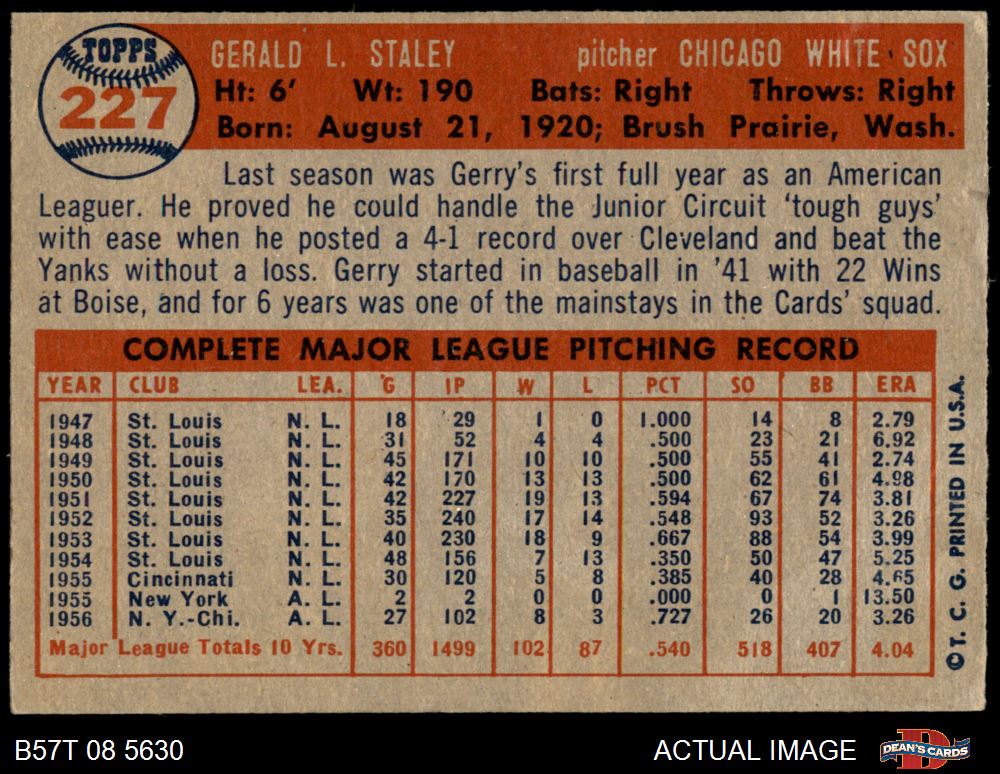 TOPPS
227
GERALD L. STALEY pitcher CHICAGO WHITE SOX
Ht: 6' Wt: 190 Bats: Right Throws: Right
Born: August 21, 1920; Brush Prairie, Wash.
Last season was Gerry's first full year as an American
Leaguer. He proved he could handle the Junior Circuit 'tough guys'
with ease when he posted a 4-1 record over Cleveland and beat the
Yanks without a loss. Gerry started in baseball in '41 with 22 Wins
at Boise, and for 6 years was one of the mainstays in the Cards' squad.
COMPLETE MAJOR LEAGUE PITCHING RECORD
YEAR CLUB LEA. G IP W L PCT SO BB ERA
1947 St. Louis N. L. 18 29 1 0 1.000 14 8 2.79
1948 St. Louis N. L. 31 52 4 4 .500 23 21 6.92
1949 St. Louis N. L. 45 171 10 10 .500 55 41 2.74
1950 St. Louis N. L. 42 170 13 13 .500 62 61 4.98
1951 St. Louis N. L. 42 227 19 13 .594 67 74 3.81
1952 St. Louis N. L. 35 240 17 14 .548 93 52 3.26
1953 St. Louis N. L. 40 230 18 9 .667 88 54 3.99
1954 St. Louis N. L. 48 156 7 13 .350 50 47 5.25
1955 Cincinnati N. L. 30 120 5 8 .385 40 28 4.65
1955 New York A. L. 2 2 0 0 .000 0 1 13.50
1956 N. Y.-Chi. A. L. 27 102 8 3 .727 26 20 3.26
Major League Totals 10 Yrs. 360 1499 102 87 .540 518 407 4.04
© T. C. G. PRINTED IN U.S.A.
B57T 08 5630
ACTUAL IMAGE
DEAN'S CARDS